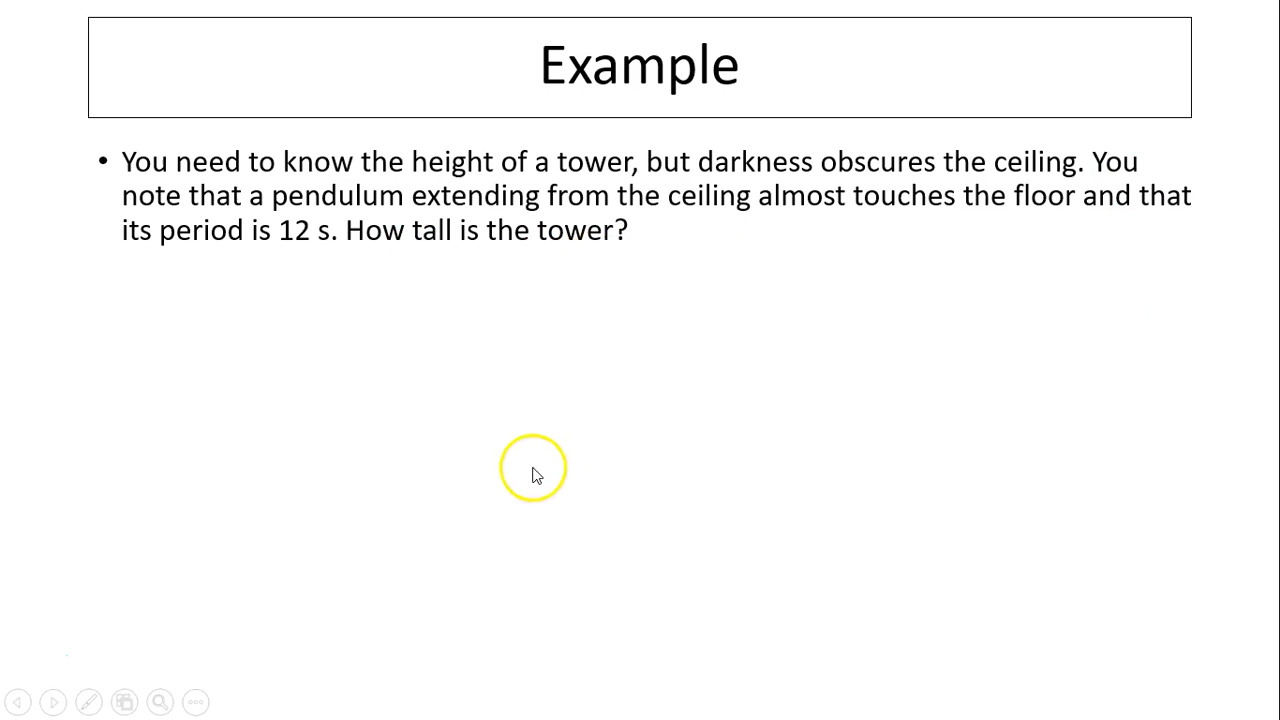 Example
• You need to know the height of a tower, but darkness obscures the ceiling. You
note that a pendulum extending from the ceiling almost touches the floor and that
its period is 12 s. How tall is the tower?